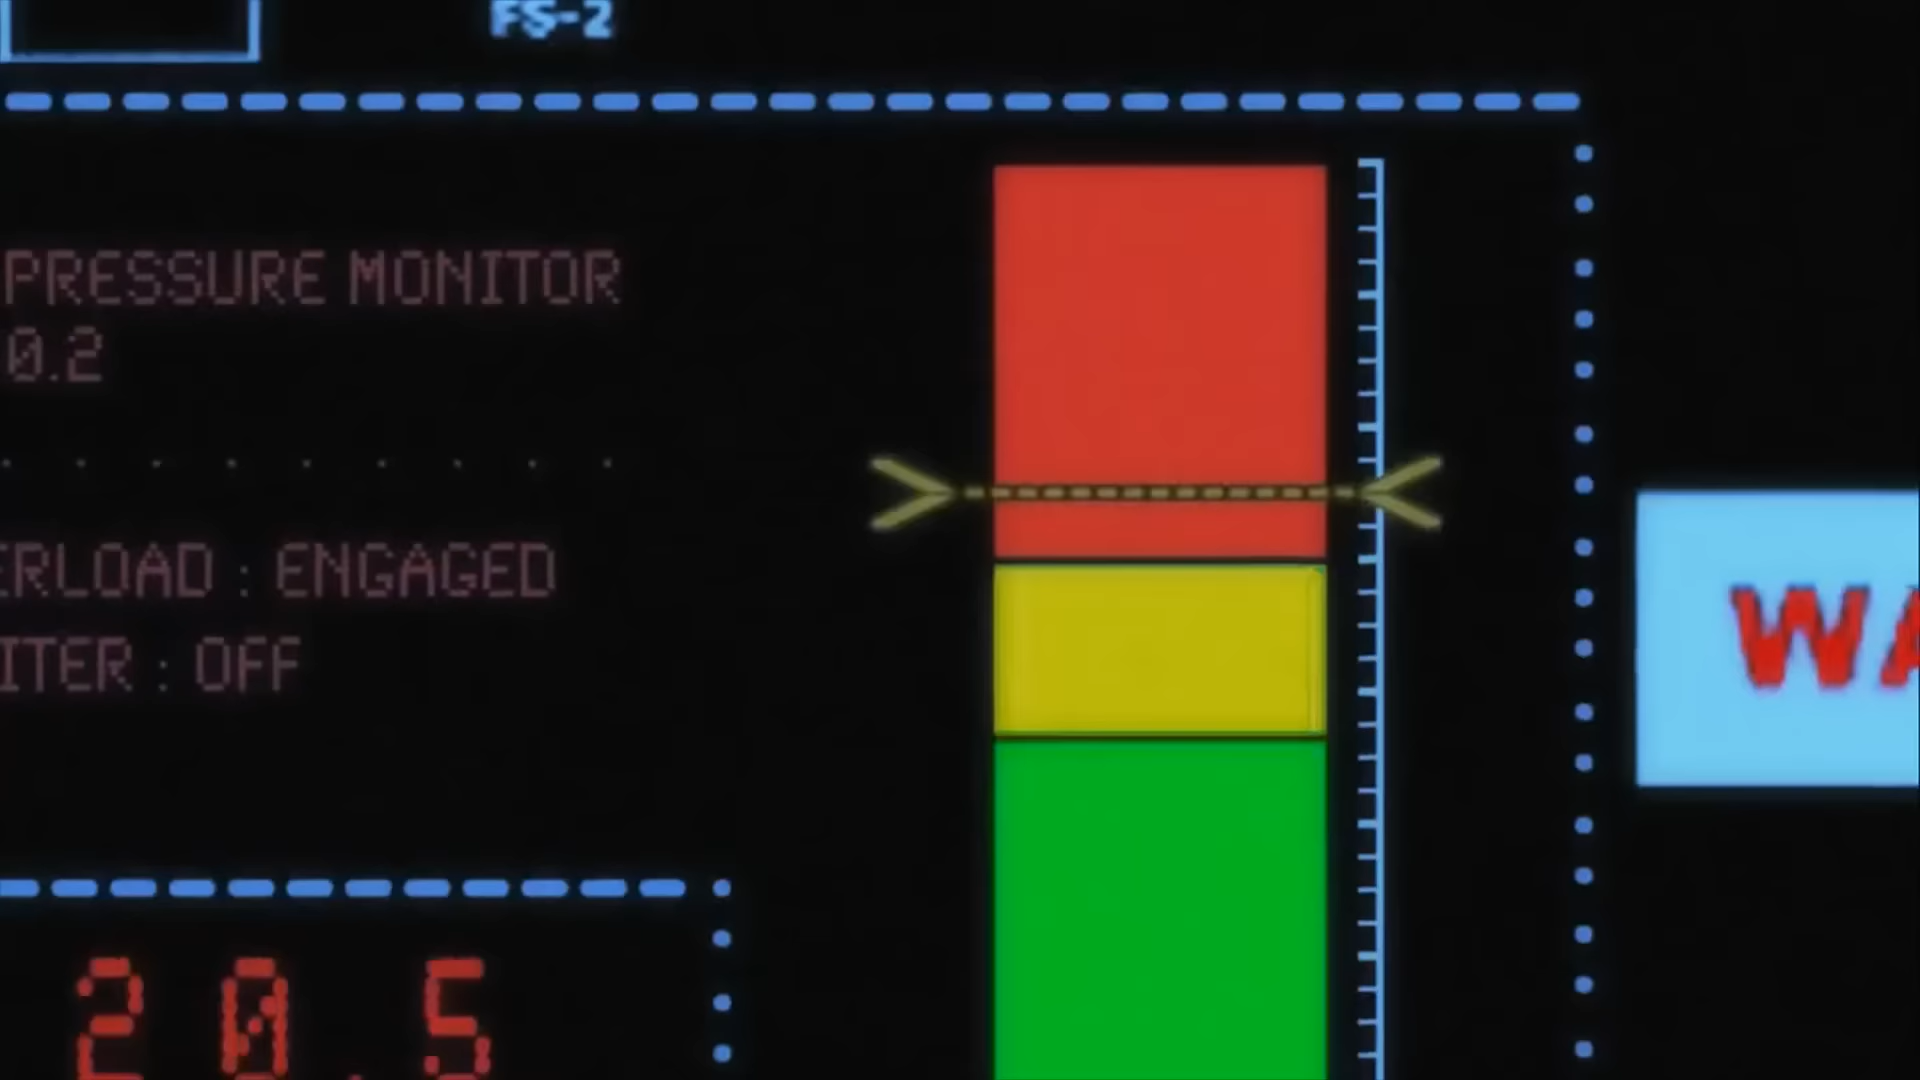 FS-2
PRESSURE MONITOR
0.2
ERLOAD : ENGAGED
ITER : OFF
WA
20.5